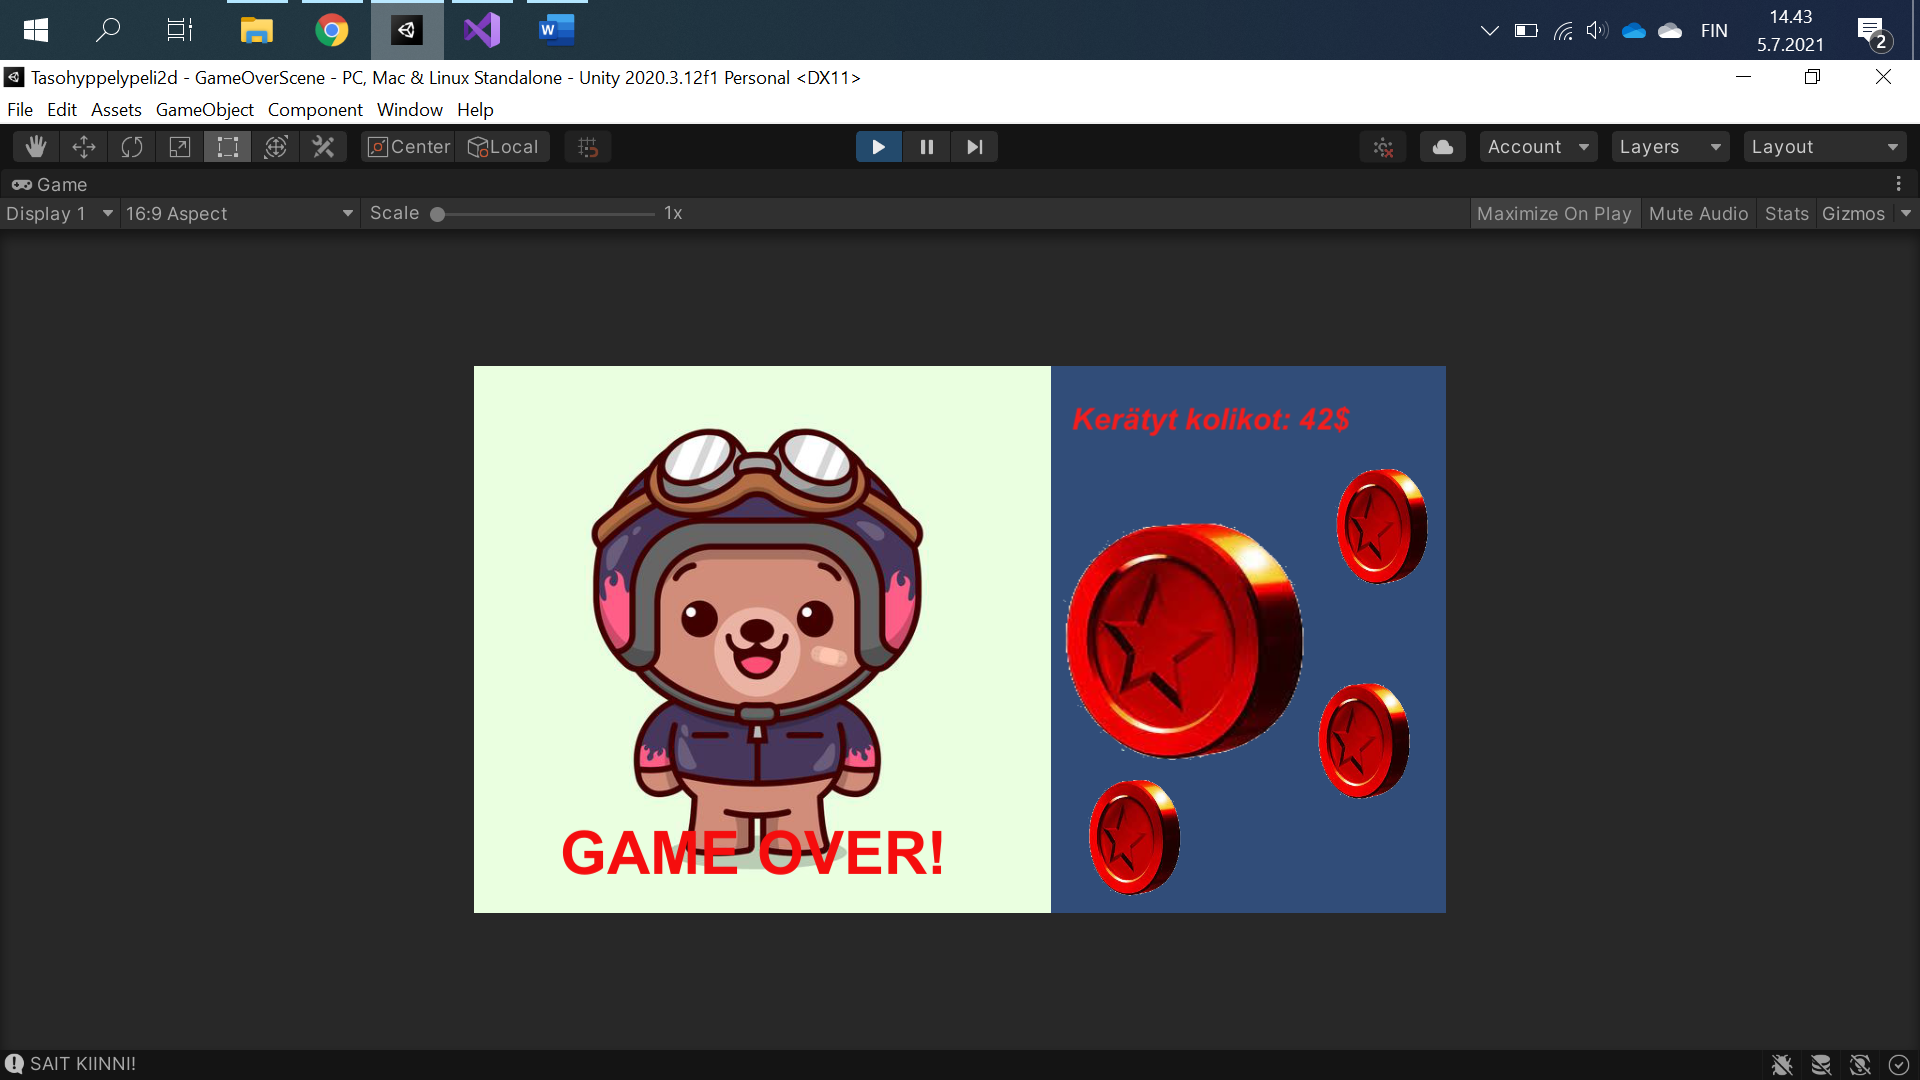 FIN
14.43
5.7.2021
2
Tasohyppelypeli2d - GameOverScene - PC, Mac & Linux Standalone - Unity 2020.3.12f1 Personal <DX11>
File Edit Assets GameObject Component Window Help
Center Local Account Layers Layout
Game
Display 1 16:9 Aspect Scale 1x Maximize On Play Mute Audio Stats Gizmos
Kerätyt kolikot: 42$
GAME OVER!
SAIT KIINNI!